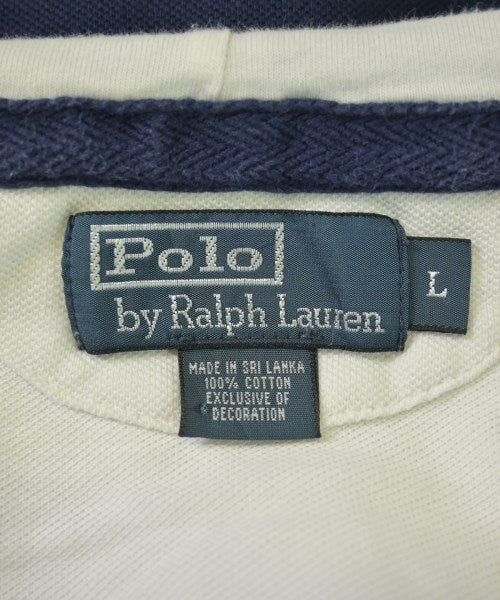 Polo
by Ralph Lauren
L
MADE IN SRI LANKA
100% COTTON
EXCLUSIVE OF
DECORATION